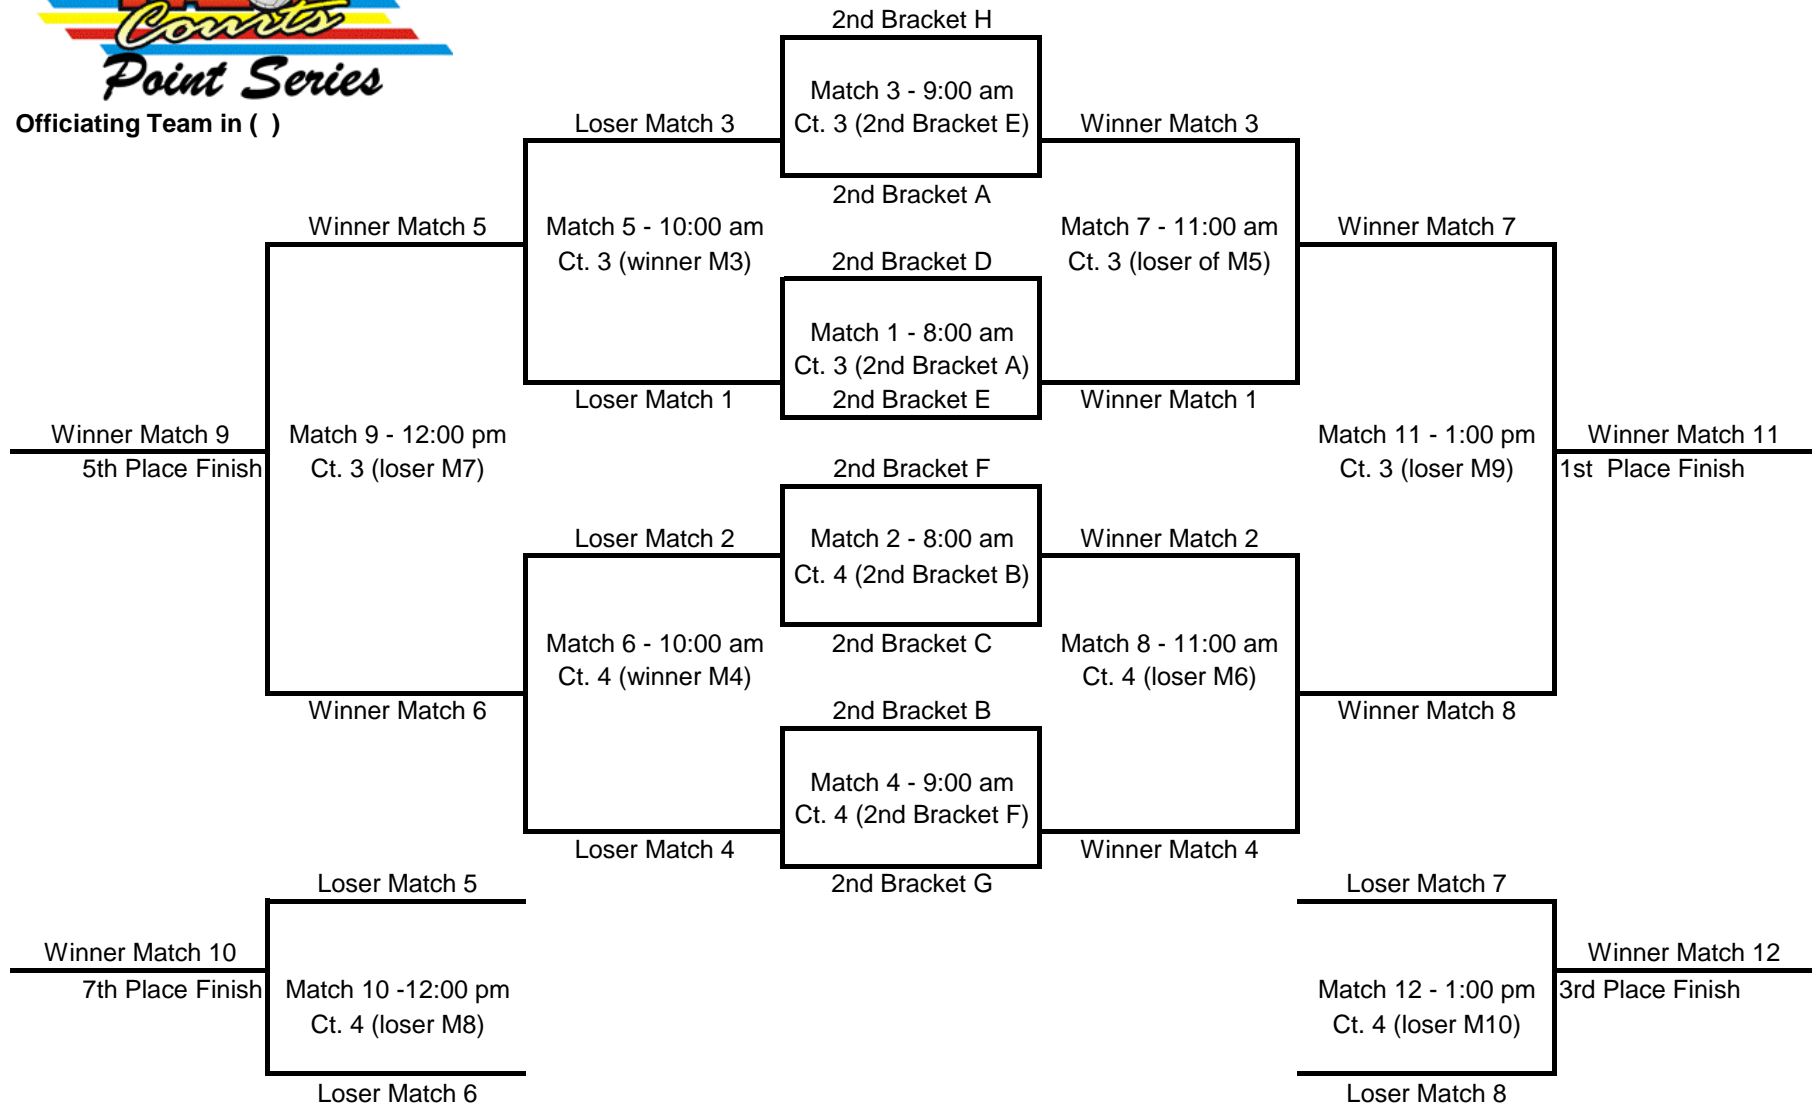 Courts
Point Series
Officiating Team in ( )
2nd Bracket H
Match 3 - 9:00 am
Ct. 3 (2nd Bracket E)
Loser Match 3
Winner Match 3
2nd Bracket A
Winner Match 5
Match 5 - 10:00 am
Ct. 3 (winner M3)
Match 7 - 11:00 am
Ct. 3 (loser of M5)
Winner Match 7
2nd Bracket D
Match 1 - 8:00 am
Ct. 3 (2nd Bracket A)
2nd Bracket E
Loser Match 1
Winner Match 1
Winner Match 9
5th Place Finish
Match 9 - 12:00 pm
Ct. 3 (loser M7)
Match 11 - 1:00 pm
Ct. 3 (loser M9)
Winner Match 11
1st  Place Finish
2nd Bracket F
Loser Match 2
Match 2 - 8:00 am
Ct. 4 (2nd Bracket B)
Winner Match 2
2nd Bracket C
Match 6 - 10:00 am
Ct. 4 (winner M4)
Match 8 - 11:00 am
Ct. 4 (loser M6)
Winner Match 6
2nd Bracket B
Winner Match 8
Match 4 - 9:00 am
Ct. 4 (2nd Bracket F)
Loser Match 4
Winner Match 4
2nd Bracket G
Loser Match 5
Loser Match 7
Winner Match 10
7th Place Finish
Match 10 -12:00 pm
Ct. 4 (loser M8)
Match 12 - 1:00 pm
Ct. 4 (loser M10)
Winner Match 12
3rd Place Finish
Loser Match 6
Loser Match 8